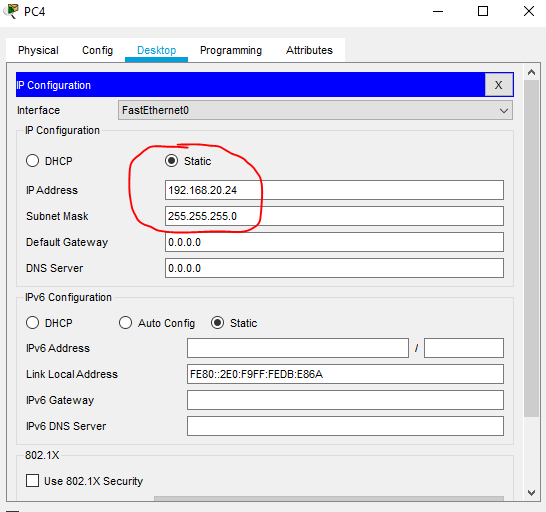 PC4
Physical Config Desktop Programming Attributes
IP Configuration X
Interface FastEthernet0
IP Configuration
DHCP Static
IP Address 192.168.20.24
Subnet Mask 255.255.255.0
Default Gateway 0.0.0.0
DNS Server 0.0.0.0
IPv6 Configuration
DHCP Auto Config Static
IPv6 Address /
Link Local Address FE80::2E0:F9FF:FEDB:E86A
IPv6 Gateway
IPv6 DNS Server
802.1X
Use 802.1X Security